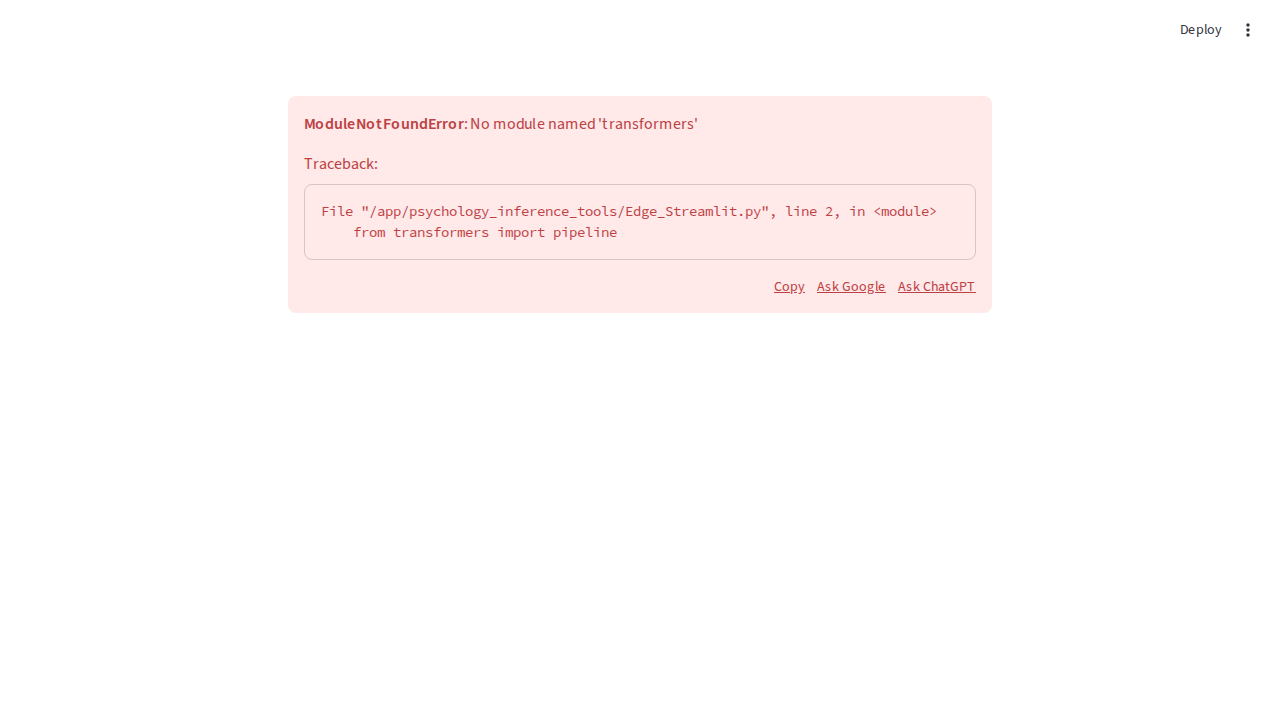 Deploy
ModuleNotFoundError: No module named 'transformers'
Traceback:
File "/app/psychology_inference_tools/Edge_Streamlit.py", line 2, in <module>
    from transformers import pipeline
Copy Ask Google Ask ChatGPT